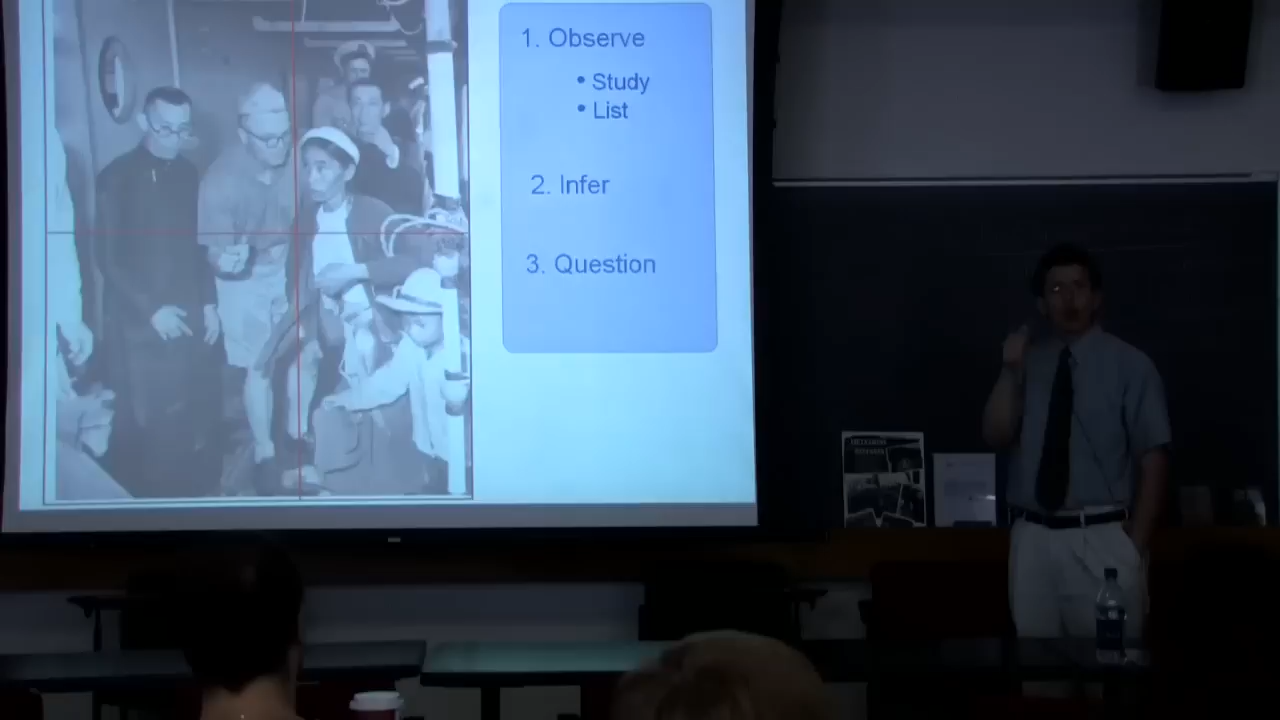 1. Observe
• Study
• List
2. Infer
3. Question